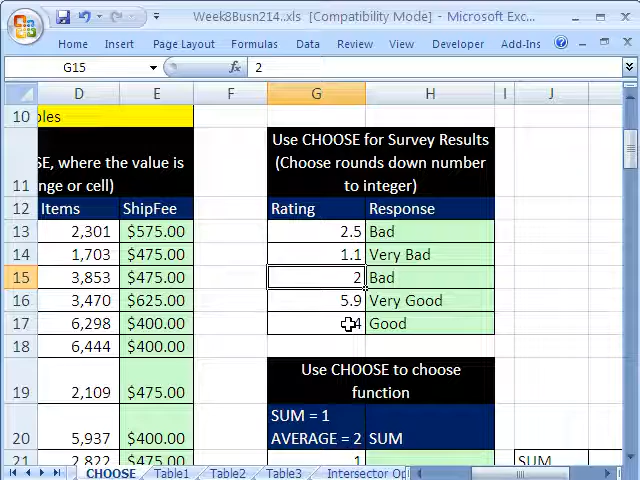 Week8Busn214..xls [Compatibility Mode] - Microsoft Exc...
Home Insert Page Layout Formulas Data Review View Developer Add-Ins
G15 2
D E F G H I J
10 oles
11 SE, where the value is
nge or cell)
Use CHOOSE for Survey Results
(Choose rounds down number
to integer)
12 Items ShipFee Rating Response
13 2,301 $575.00 2.5 Bad
14 1,703 $475.00 1.1 Very Bad
15 3,853 $475.00 2 Bad
16 3,470 $625.00 5.9 Very Good
17 6,298 $400.00 4 Good
18 6,444 $400.00
19 2,109 $475.00
Use CHOOSE to choose
function
20 5,937 $400.00
SUM = 1
AVERAGE = 2 SUM
21 2,822 $475.00 1 SUM
CHOOSE Table1 Table2 Table3 Intersector Op